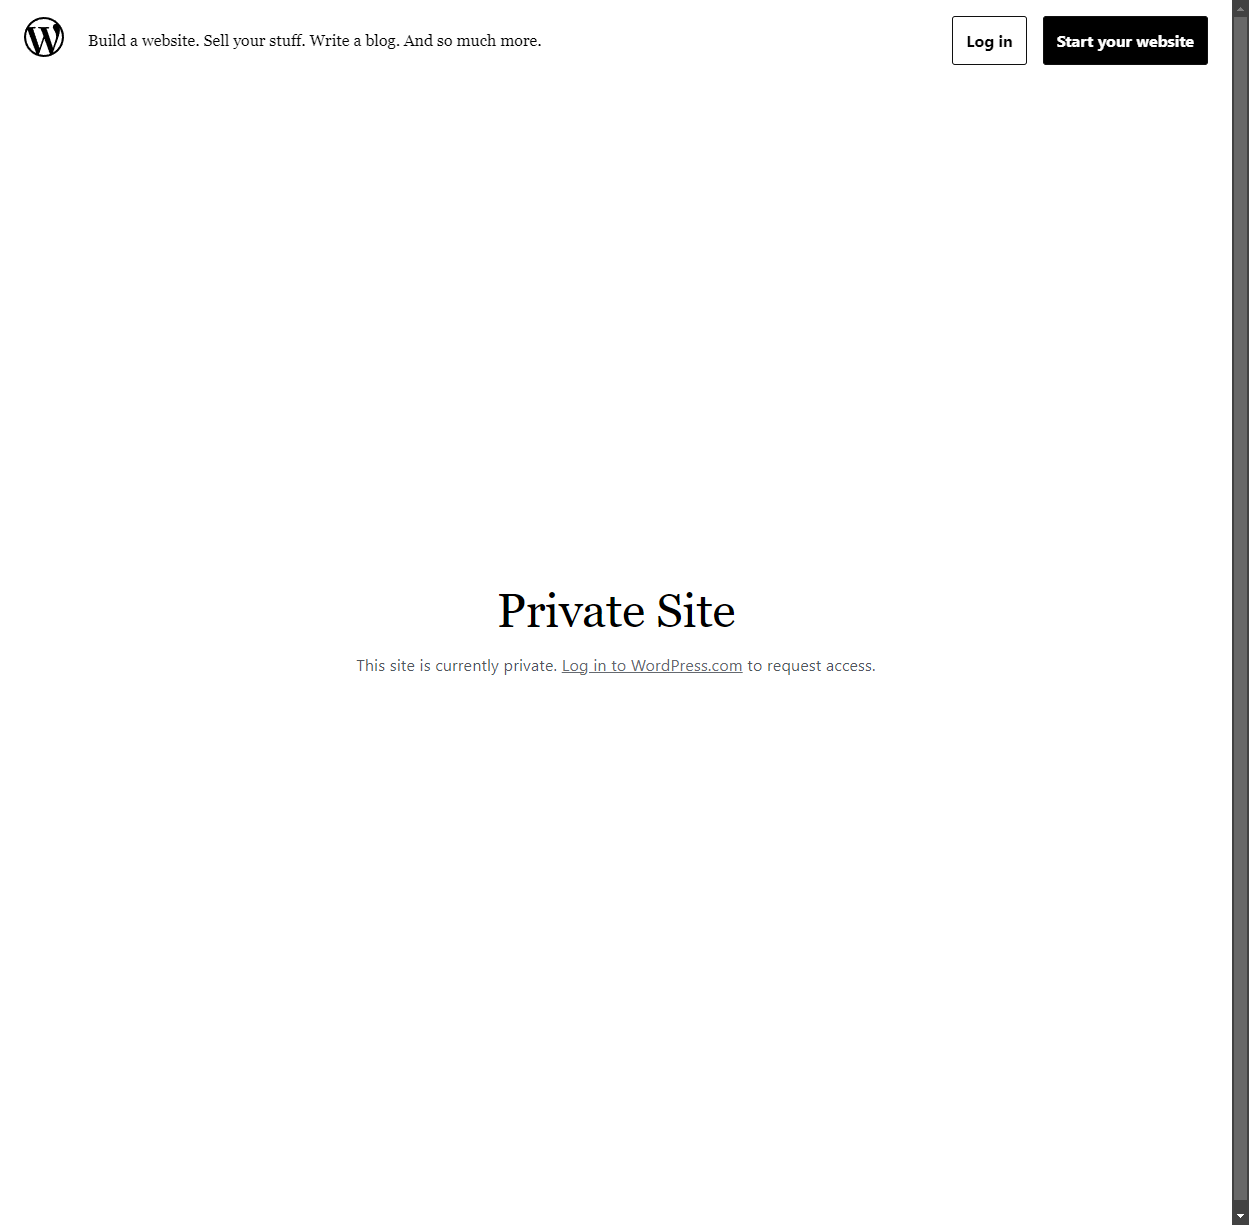 Build a website. Sell your stuff. Write a blog. And so much more.
Log in
Start your website
Private Site
This site is currently private. Log in to WordPress.com to request access.